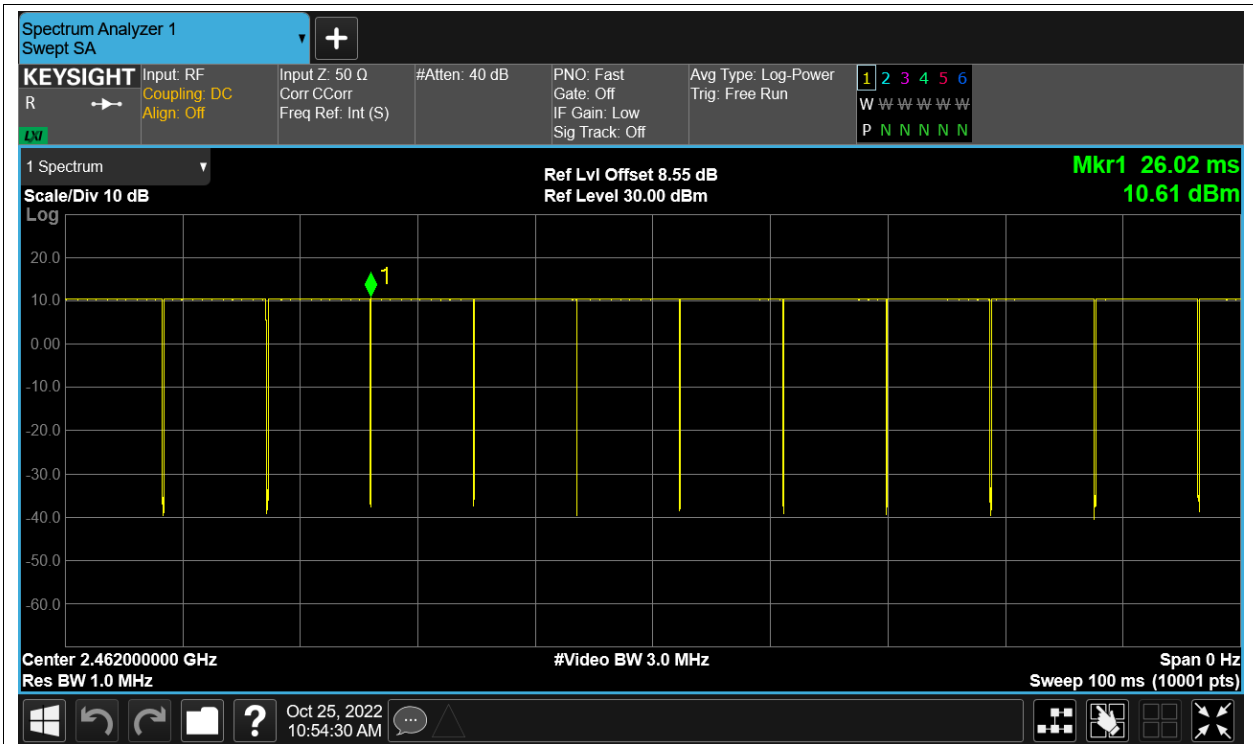 Spectrum Analyzer 1
Swept SA
KEYSIGHT
R
LXI
Input: RF
Coupling: DC
Align: Off
Input Z: 50 Ω
Corr CCorr
Freq Ref: Int (S)
#Atten: 40 dB
PNO: Fast
Gate: Off
IF Gain: Low
Sig Track: Off
Avg Type: Log-Power
Trig: Free Run
1 2 3 4 5 6
W W W W W W
P N N N N N
1 Spectrum
Scale/Div 10 dB
Ref Lvl Offset 8.55 dB
Ref Level 30.00 dBm
Mkr1 26.02 ms
10.61 dBm
Log
20.0
10.0
0.00
-10.0
-20.0
-30.0
-40.0
-50.0
-60.0
1
Center 2.462000000 GHz
Res BW 1.0 MHz
#Video BW 3.0 MHz
Span 0 Hz
Sweep 100 ms (10001 pts)
?
Oct 25, 2022
10:54:30 AM